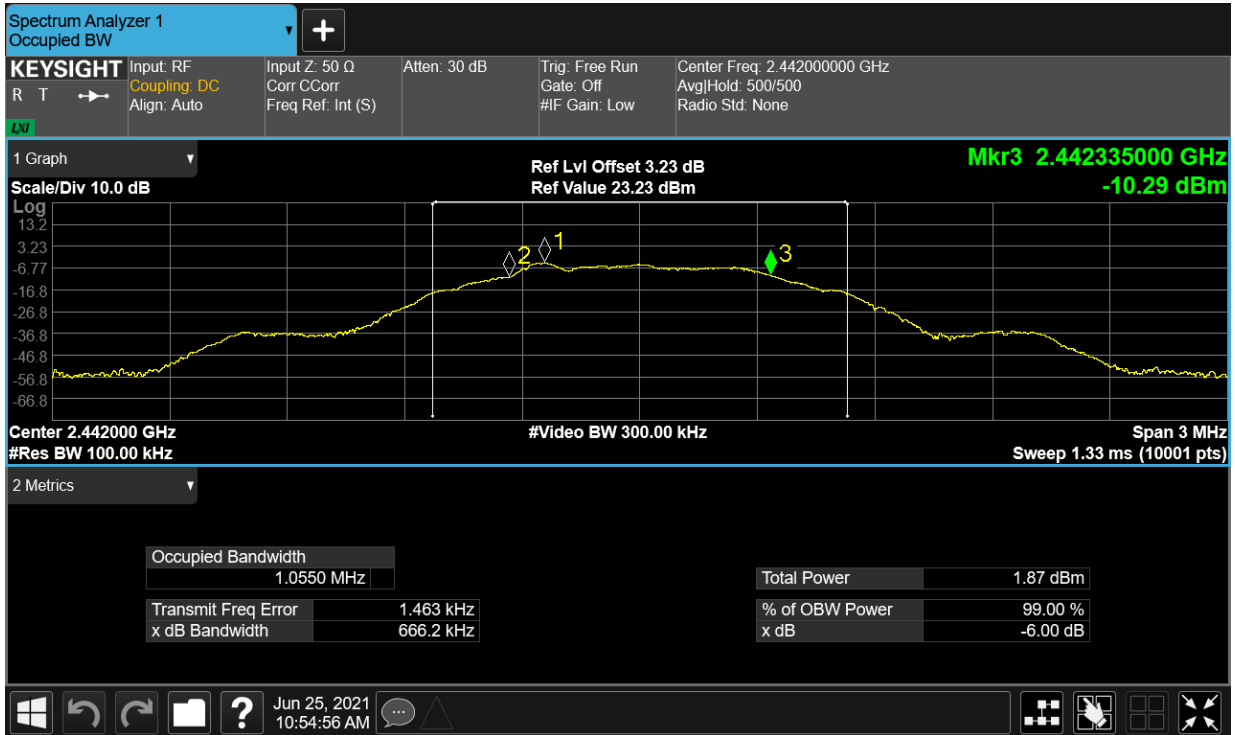 Spectrum Analyzer 1
Occupied BW
KEYSIGHT
R T
LXI
Input: RF
Coupling: DC
Align: Auto
Input Z: 50 Ω
Corr CCorr
Freq Ref: Int (S)
Atten: 30 dB
Trig: Free Run
Gate: Off
#IF Gain: Low
Center Freq: 2.442000000 GHz
Avg|Hold: 500/500
Radio Std: None
1 Graph
Scale/Div 10.0 dB
Ref Lvl Offset 3.23 dB
Ref Value 23.23 dBm
Mkr3 2.442335000 GHz
-10.29 dBm
Log
13.2
3.23
-6.77
-16.8
-26.8
-36.8
-46.8
-56.8
-66.8
2
1
3
Center 2.442000 GHz
#Res BW 100.00 kHz
#Video BW 300.00 kHz
Span 3 MHz
Sweep 1.33 ms (10001 pts)
2 Metrics
Occupied Bandwidth
1.0550 MHz
Transmit Freq Error 1.463 kHz
x dB Bandwidth 666.2 kHz
Total Power 1.87 dBm
% of OBW Power 99.00 %
x dB -6.00 dB
?
Jun 25, 2021
10:54:56 AM